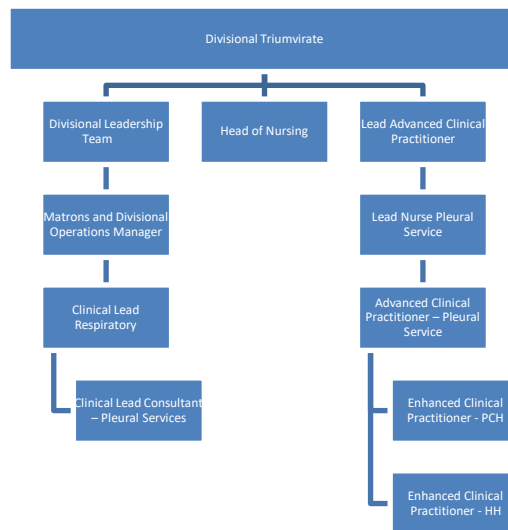 Divisional Triumvirate
Divisional Leadership
Team
Head of Nursing
Lead Advanced Clinical
Practitioner
Matrons and Divisional
Operations Manager
Lead Nurse Pleural
Service
Clinical Lead
Respiratory
Advanced Clinical
Practitioner – Pleural
Service
Clinical Lead Consultant
– Pleural Services
Enhanced Clinical
Practitioner - PCH
Enhanced Clinical
Practitioner - HH